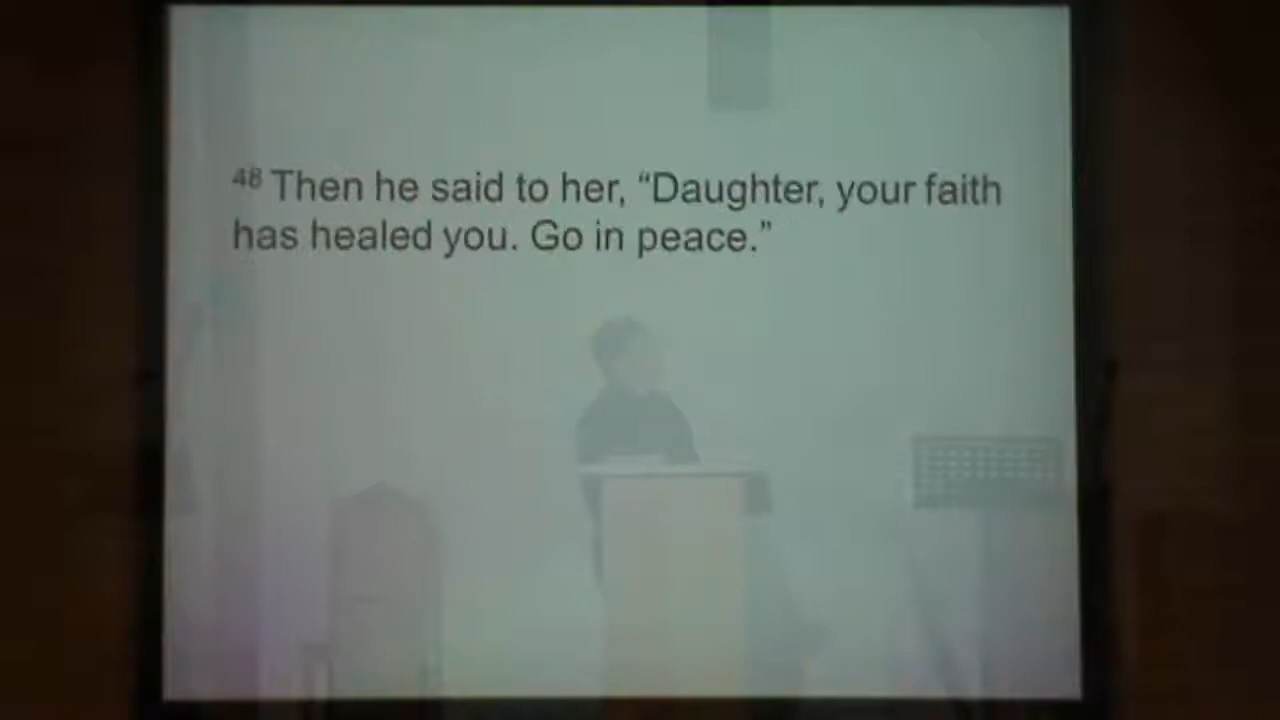 48 Then he said to her, “Daughter, your faith
has healed you. Go in peace.”